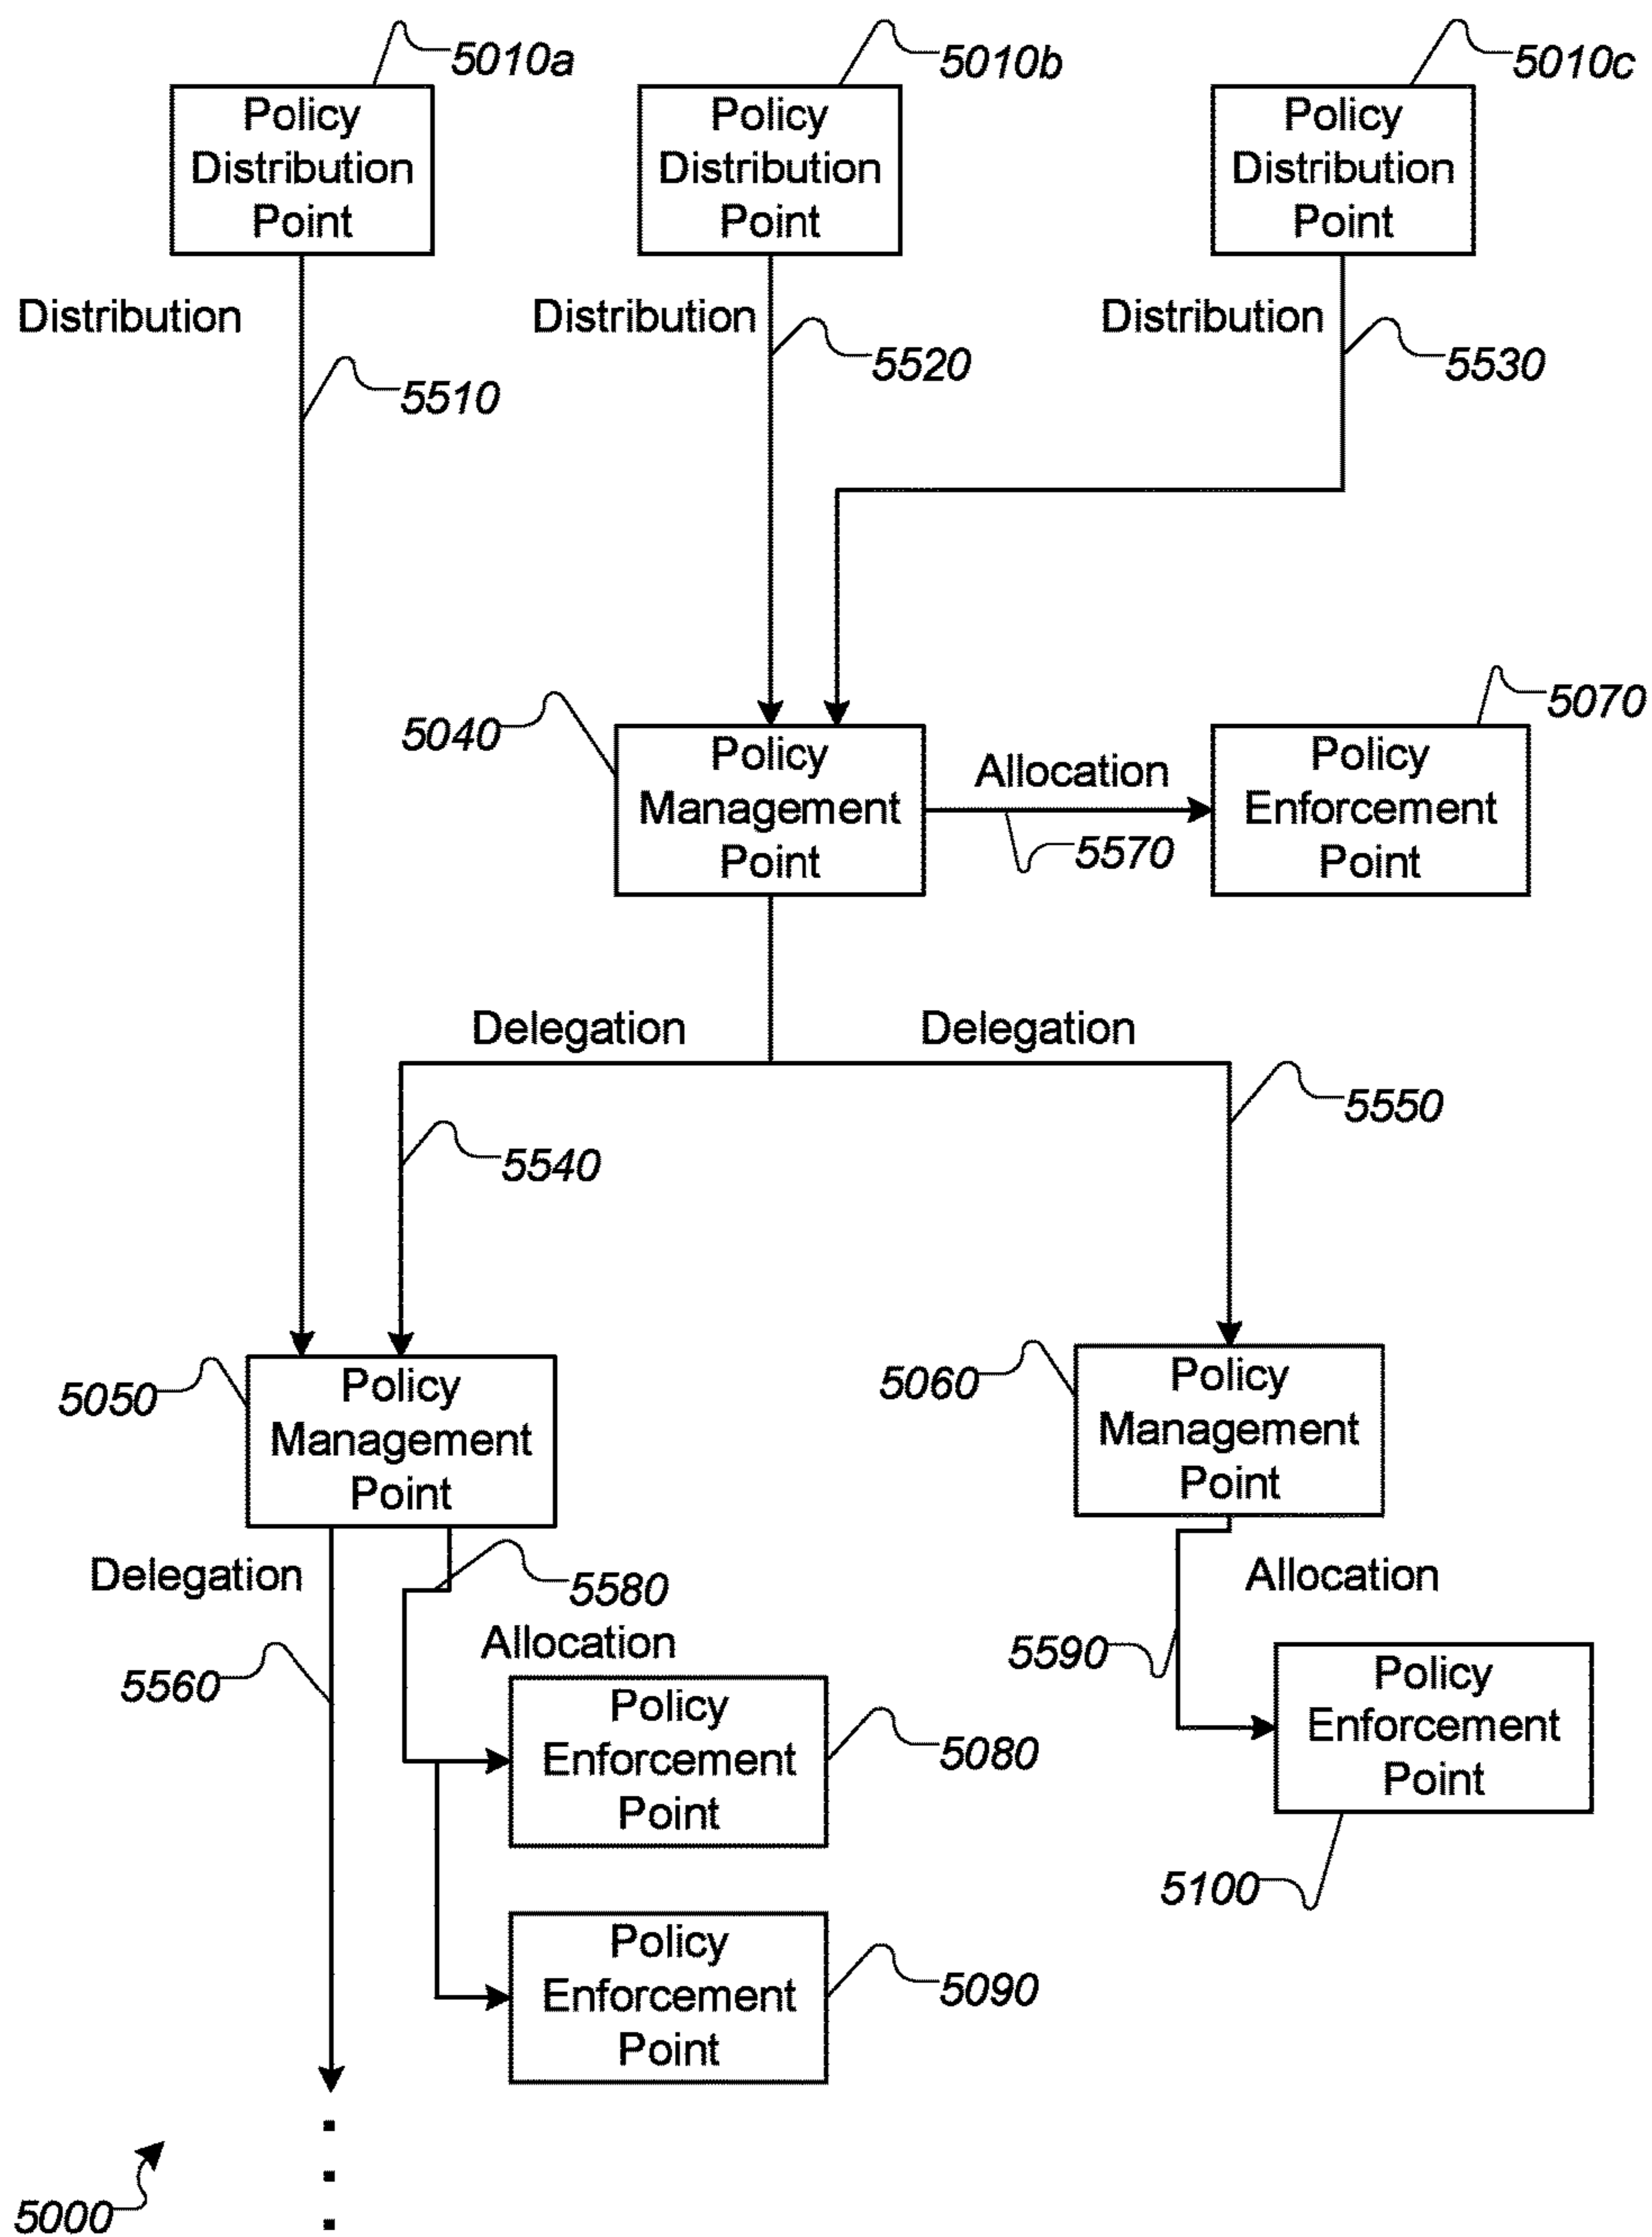 5010a
5010b
5010c
Policy
Distribution
Point
Policy
Distribution
Point
Policy
Distribution
Point
Distribution
Distribution
Distribution
5510
5520
5530
5040
Policy
Management
Point
Allocation
5570
Policy
Enforcement
Point
5070
Delegation
Delegation
5540
5550
5050
Policy
Management
Point
5060
Policy
Management
Point
Delegation
5580
Allocation
5560
Policy
Enforcement
Point
5080
Allocation
5590
Policy
Enforcement
Point
5100
Policy
Enforcement
Point
5090
5000